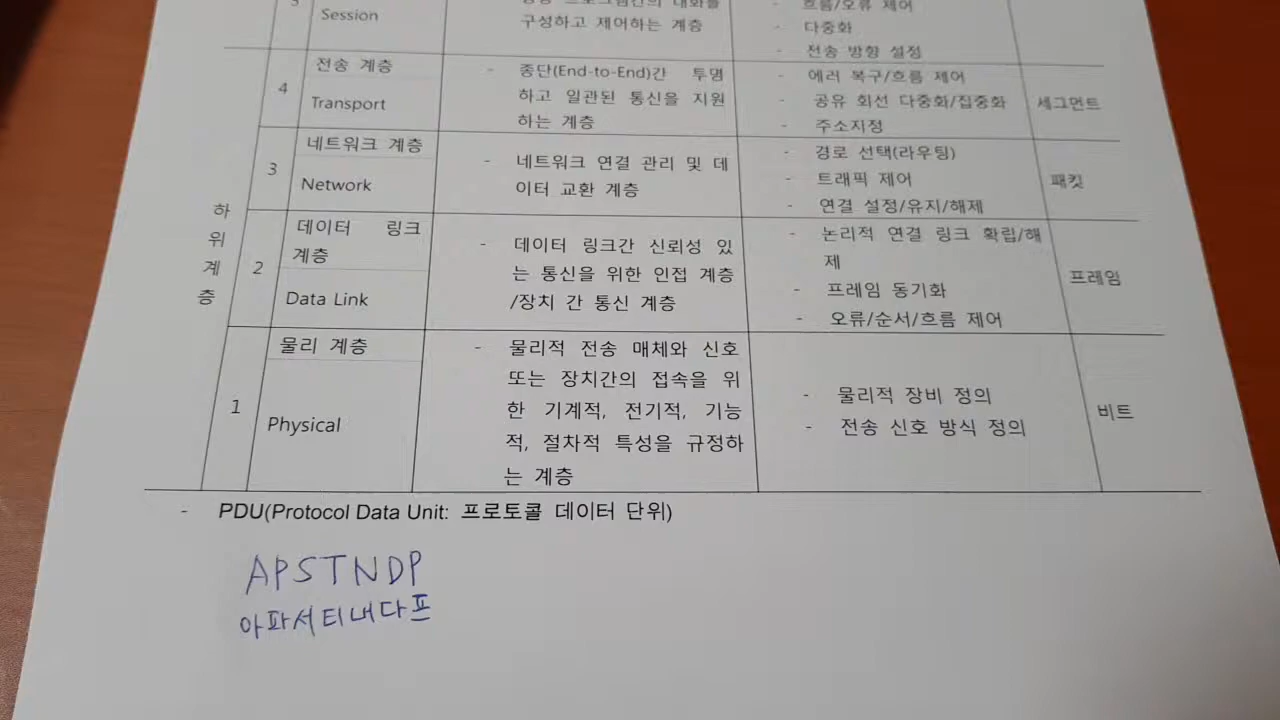 Session
구성하고 제어하는 계층
- 흐름/오류 제어
- 다중화
- 전송 방향 설정
4
전송 계층
Transport
- 종단(End-to-End)간 투명
하고 일관된 통신을 지원
하는 계층
- 에러 복구/흐름 제어
- 공유 회선 다중화/집중화
- 주소지정
세그먼트
3
네트워크 계층
Network
- 네트워크 연결 관리 및 데
이터 교환 계층
- 경로 선택(라우팅)
- 트래픽 제어
- 연결 설정/유지/해제
패킷
하
위
계
층
2
데이터 링크
계층
Data Link
- 데이터 링크간 신뢰성 있
는 통신을 위한 인접 계층
/장치 간 통신 계층
- 논리적 연결 링크 확립/해
제
- 프레임 동기화
- 오류/순서/흐름 제어
프레임
1
물리 계층
Physical
- 물리적 전송 매체와 신호
또는 장치간의 접속을 위
한 기계적, 전기적, 기능
적, 절차적 특성을 규정하
는 계층
- 물리적 장비 정의
- 전송 신호 방식 정의
비트
- PDU(Protocol Data Unit: 프로토콜 데이터 단위)
APSTNDP
아파서티내다프